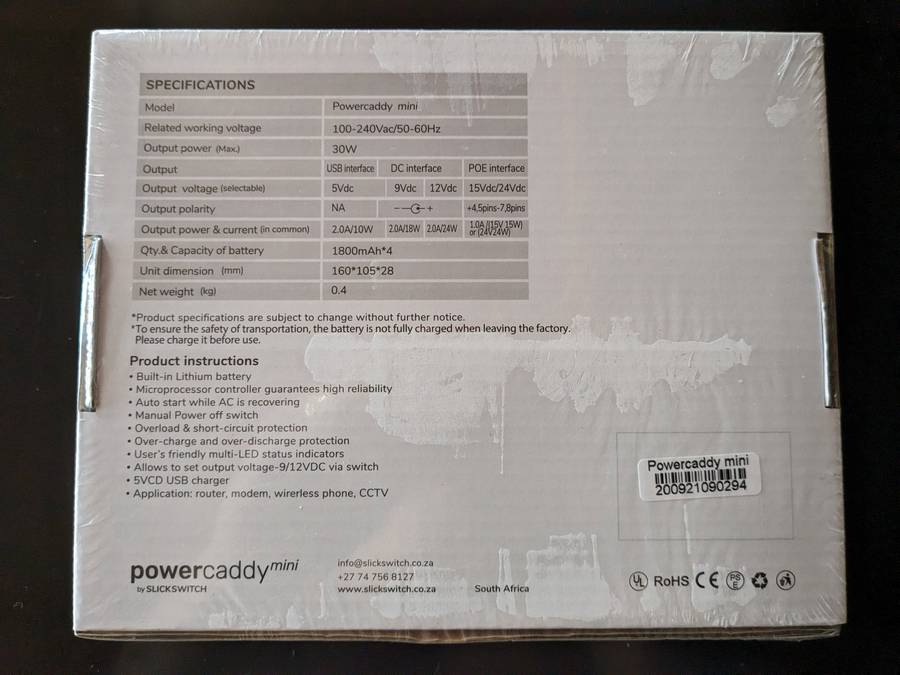 SPECIFICATIONS
Model Powercaddy mini
Related working voltage 100-240Vac/50-60Hz
Output power (Max.) 30W
Output USB interface DC interface POE interface
Output voltage (selectable) 5Vdc 9Vdc 12Vdc 15Vdc/24Vdc
Output polarity NA - + +4,5pins-7,8pins
Output power & current (in common) 2.0A/10W 2.0A/18W 2.0A/24W 1.0A /(15V 15W)
or (24V24W)
Qty.& Capacity of battery 1800mAh*4
Unit dimension (mm) 160*105*28
Net weight (kg) 0.4
*Product specifications are subject to change without further notice.
*To ensure the safety of transportation, the battery is not fully charged when leaving the factory.
Please charge it before use.
Product instructions
• Built-in Lithium battery
• Microprocessor controller guarantees high reliability
• Auto start while AC is recovering
• Manual Power off switch
• Overload & short-circuit protection
• Over-charge and over-discharge protection
• User's friendly multi-LED status indicators
• Allows to set output voltage-9/12VDC via switch
• 5VCD USB charger
• Application: router, modem, wirerless phone, CCTV
Powercaddy mini
200921090294
powercaddy mini
by SLICKSWITCH
info@slickswitch.co.za
+27 74 756 8127
www.slickswitch.co.za South Africa
UL RoHS CE PSE